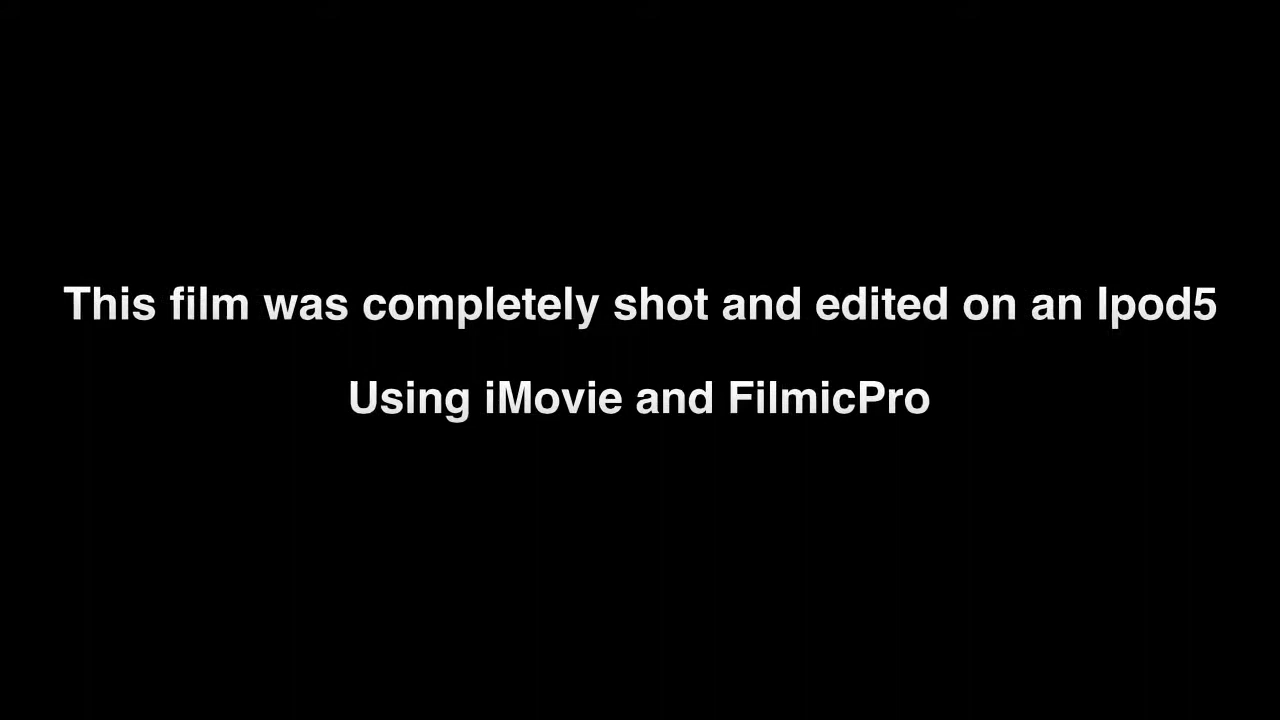 This film was completely shot and edited on an Ipod5
Using iMovie and FilmicPro